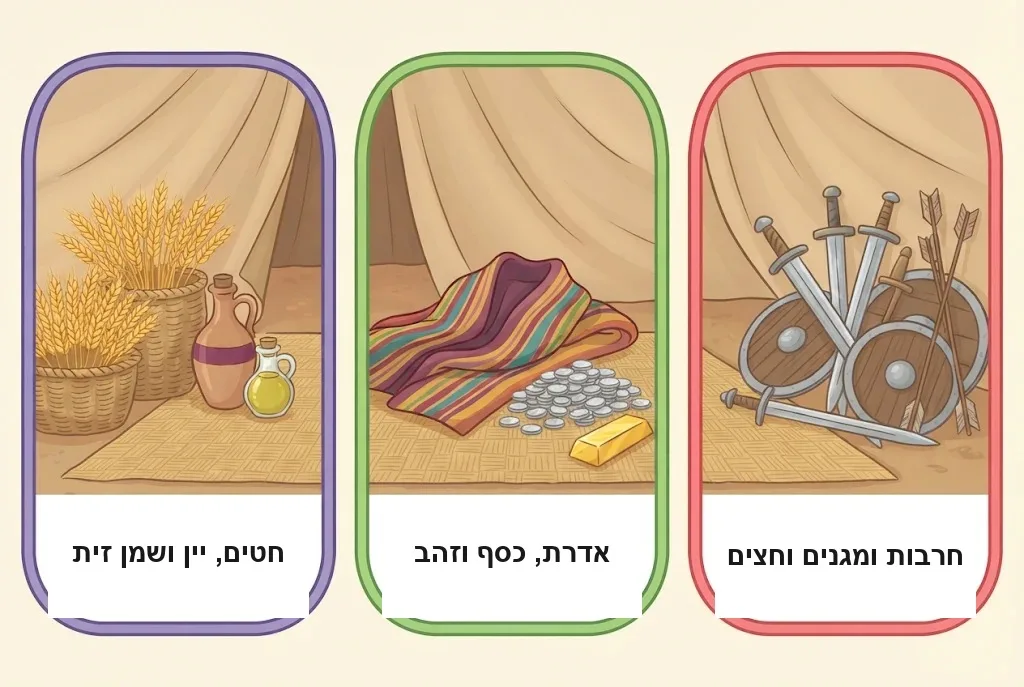 חרבות ומגנים וחצים
אדרת, כסף וזהב
חטים, יין ושמן זית